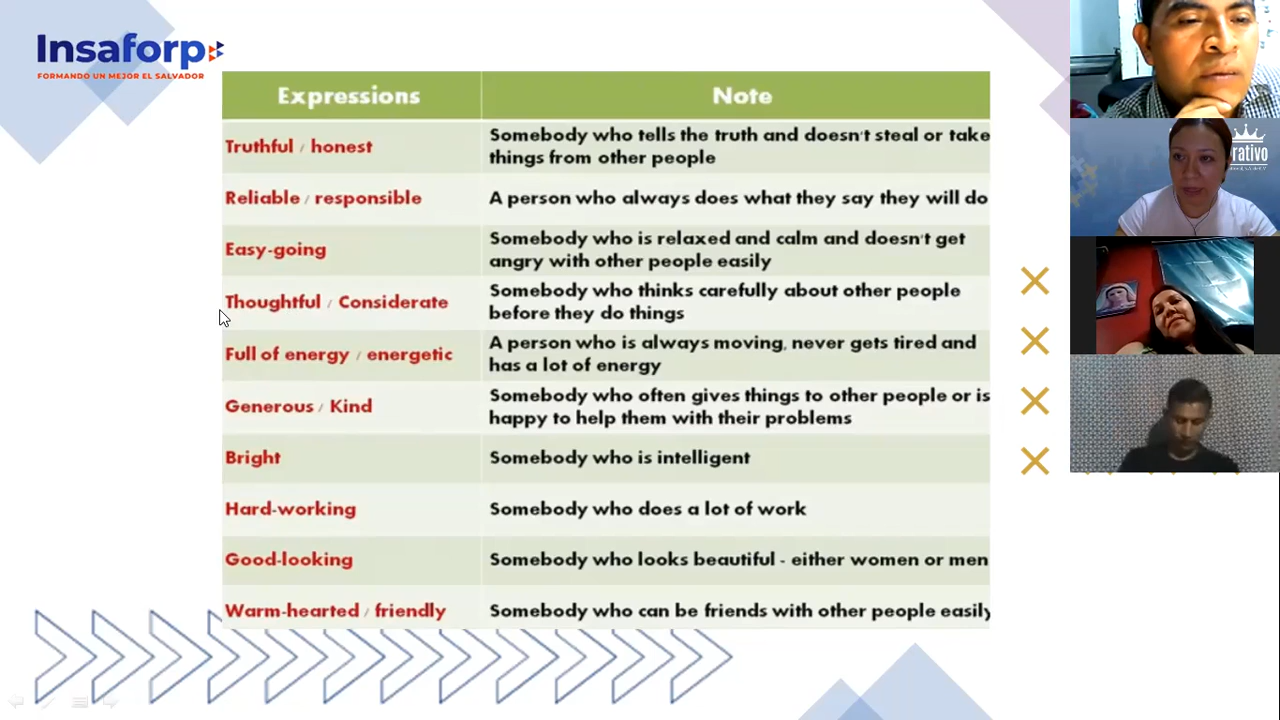 Insaforp
FORMANDO UN MEJOR EL SALVADOR
Expressions Note
Truthful / honest
Somebody who tells the truth and doesn't steal or take
things from other people
Reliable / responsible
A person who always does what they say they will do
Easy-going
Somebody who is relaxed and calm and doesn't get
angry with other people easily
Thoughtful / Considerate
Somebody who thinks carefully about other people
before they do things
Full of energy / energetic
A person who is always moving, never gets tired and
has a lot of energy
Generous / Kind
Somebody who often gives things to other people or is
happy to help them with their problems
Bright
Somebody who is intelligent
Hard-working
Somebody who does a lot of work
Good-looking
Somebody who looks beautiful - either women or men
Warm-hearted / friendly
Somebody who can be friends with other people easily
rativo